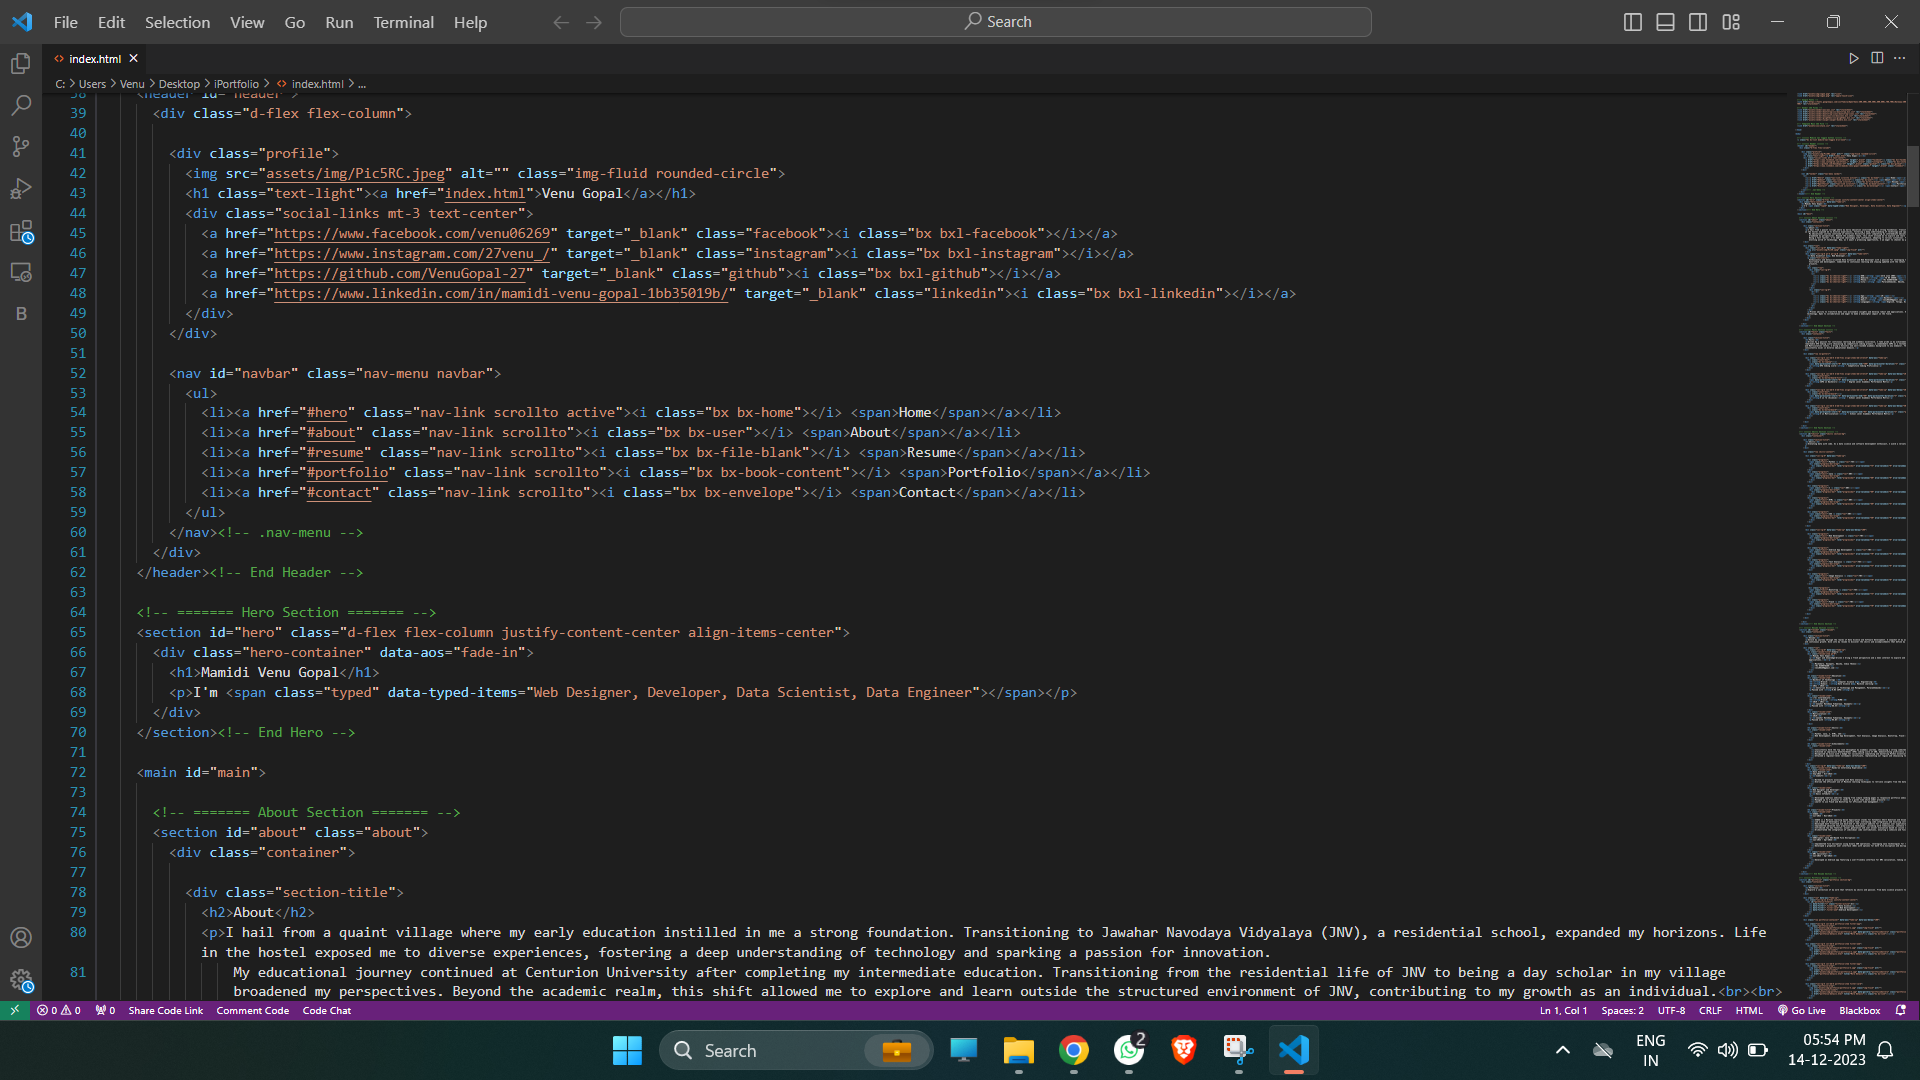 File Edit Selection View Go Run Terminal Help
Search
index.html
C: > Users > Venu > Desktop > iPortfolio > <> index.html > ...
38 <header id="header">
39 <div class="d-flex flex-column">
40
41 <div class="profile">
42 <img src="assets/img/Pic5RC.jpeg" alt="" class="img-fluid rounded-circle">
43 <h1 class="text-light"><a href="index.html">Venu Gopal</a></h1>
44 <div class="social-links mt-3 text-center">
45 <a href="https://www.facebook.com/venu06269" target="_blank" class="facebook"><i class="bx bxl-facebook"></i></a>
46 <a href="https://www.instagram.com/27venu_/" target="_blank" class="instagram"><i class="bx bxl-instagram"></i></a>
47 <a href="https://github.com/VenuGopal-27" target="_blank" class="github"><i class="bx bxl-github"></i></a>
48 <a href="https://www.linkedin.com/in/mamidi-venu-gopal-1bb35019b/" target="_blank" class="linkedin"><i class="bx bxl-linkedin"></i></a>
49 </div>
50 </div>
51
52 <nav id="navbar" class="nav-menu navbar">
53 <ul>
54 <li><a href="#hero" class="nav-link scrollto active"><i class="bx bx-home"></i> <span>Home</span></a></li>
55 <li><a href="#about" class="nav-link scrollto"><i class="bx bx-user"></i> <span>About</span></a></li>
56 <li><a href="#resume" class="nav-link scrollto"><i class="bx bx-file-blank"></i> <span>Resume</span></a></li>
57 <li><a href="#portfolio" class="nav-link scrollto"><i class="bx bx-book-content"></i> <span>Portfolio</span></a></li>
58 <li><a href="#contact" class="nav-link scrollto"><i class="bx bx-envelope"></i> <span>Contact</span></a></li>
59 </ul>
60 </nav><!-- .nav-menu -->
61 </div>
62 </header><!-- End Header -->
63
64 <!-- ======= Hero Section ======= -->
65 <section id="hero" class="d-flex flex-column justify-content-center align-items-center">
66 <div class="hero-container" data-aos="fade-in">
67 <h1>Mamidi Venu Gopal</h1>
68 <p>I'm <span class="typed" data-typed-items="Web Designer, Developer, Data Scientist, Data Engineer"></span></p>
69 </div>
70 </section><!-- End Hero -->
71
72 <main id="main">
73
74 <!-- ======= About Section ======= -->
75 <section id="about" class="about">
76 <div class="container">
77
78 <div class="section-title">
79 <h2>About</h2>
80 <p>I hail from a quaint village where my early education instilled in me a strong foundation. Transitioning to Jawahar Navodaya Vidyalaya (JNV), a residential school, expanded my horizons. Life
in the hostel exposed me to diverse experiences, fostering a deep understanding of technology and sparking a passion for innovation.
81 My educational journey continued at Centurion University after completing my intermediate education. Transitioning from the residential life of JNV to being a day scholar in my village
broadened my perspectives. Beyond the academic realm, this shift allowed me to explore and learn outside the structured environment of JNV, contributing to my growth as an individual.<br><br>
B
0 0 0 Share Code Link Comment Code Code Chat Ln 1, Col 1 Spaces: 2 UTF-8 CRLF HTML Go Live Blackbox
Search
2
ENG
IN
05:54 PM
14-12-2023